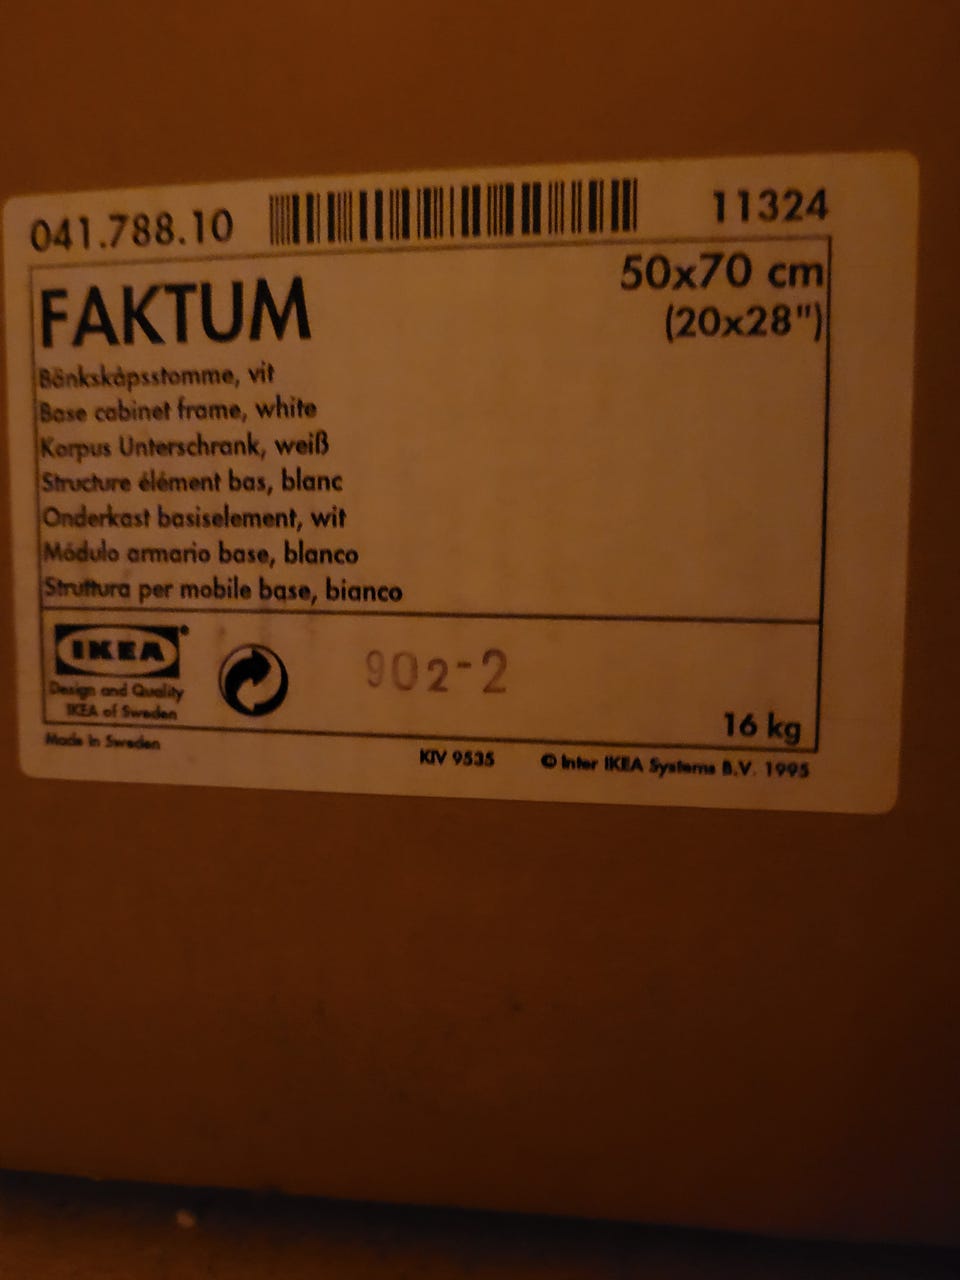 041.788.10
11324
FAKTUM
50x70 cm
(20x28")
Bänkskåpsstomme, vit
Base cabinet frame, white
Korpus Unterschrank, weiß
Structure élément bas, blanc
Onderkast basiselement, wit
Módulo armario base, blanco
Struttura per mobile base, bianco
IKEA®
Design and Quality
IKEA of Sweden
902-2
16 kg
Made in Sweden
KIV 9535
© Inter IKEA Systems B.V. 1995